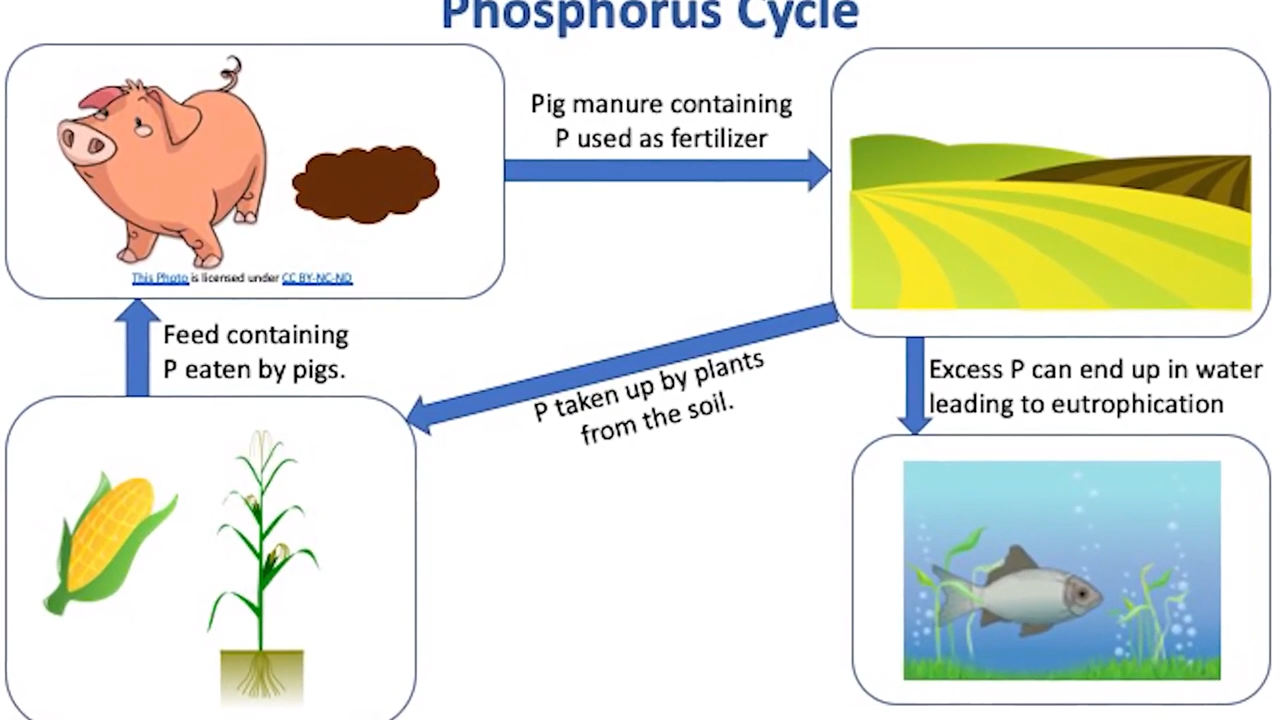 Phosphorus Cycle
Pig manure containing
P used as fertilizer
This Photo is licensed under CC BY-NC-ND
Feed containing
P eaten by pigs.
P taken up by plants
from the soil.
Excess P can end up in water
leading to eutrophication